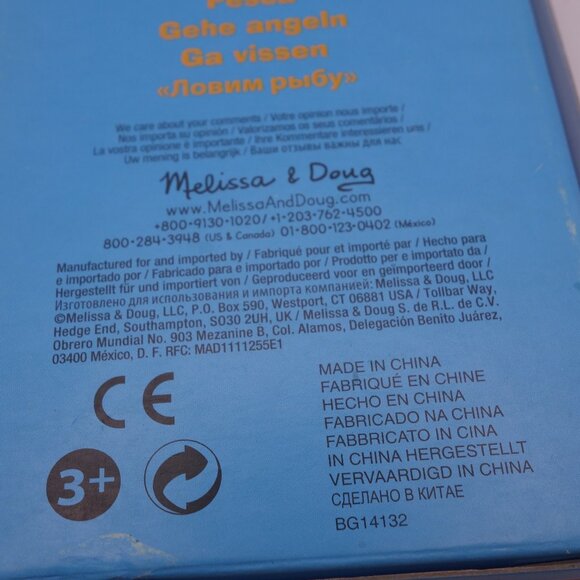 Pesca
Gehe angeln
Ga vissen
«Ловим рыбу»
We care about your comments / Votre opinion nous importe /
Nos importa su opinión / Valorizamos os seus comentários /
La vostra opinione è importante / Ihre Kommentare interessieren uns /
Uw mening is belangrijk / Ваши отзывы важны для нас
Melissa & Doug
www.MelissaAndDoug.com
+800-9130-1020/+1-203-762-4500
800-284-3948 (US & Canada) 01-800-123-0402 (México)
Manufactured for and imported by / Fabriqué pour et importé par / Hecho para
e importado por / Fabricado para e importado por / Prodotto per e importato da /
Hergestellt für und importiert von / Geproduceerd voor en geïmporteerd door /
Изготовлено для использования и импорта компанией: Melissa & Doug, LLC
©Melissa & Doug, LLC, P.O. Box 590, Westport, CT 06881 USA / Tollbar Way,
Hedge End, Southampton, SO30 2UH, UK / Melissa & Doug S. de R.L. de C.V.
Obrero Mundial No. 903 Mezanine B, Col. Alamos, Delegación Benito Juárez,
03400 México, D. F. RFC: MAD1111255E1
CE
3+
MADE IN CHINA
FABRIQUÉ EN CHINE
HECHO EN CHINA
FABRICADO NA CHINA
FABBRICATO IN CINA
IN CHINA HERGESTELLT
VERVAARDIGD IN CHINA
СДЕЛАНО В КИТАЕ
BG14132